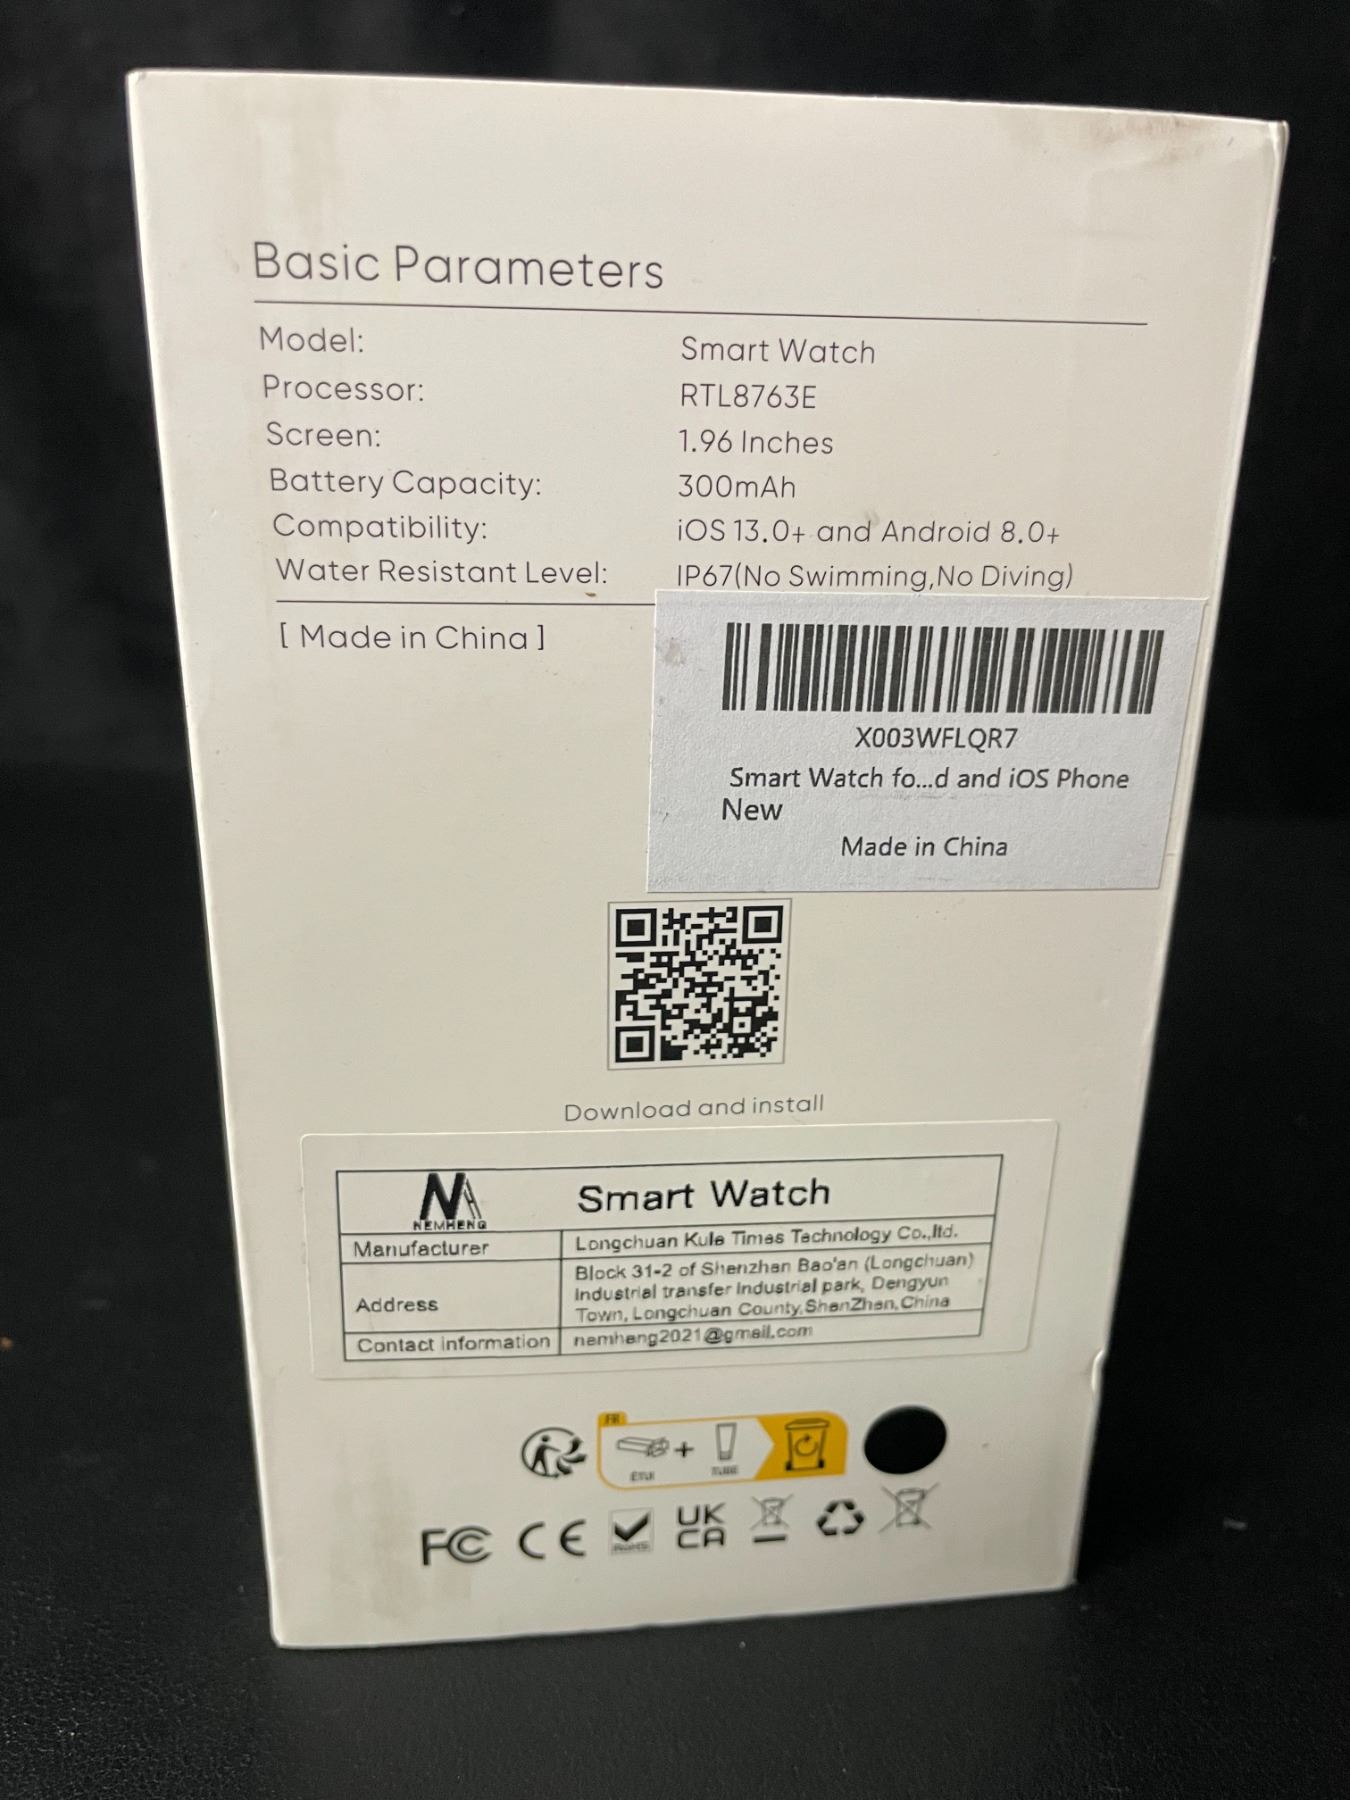 Basic Parameters
Model: Smart Watch
Processor: RTL8763E
Screen: 1.96 Inches
Battery Capacity: 300mAh
Compatibility: iOS 13.0+ and Android 8.0+
Water Resistant Level: IP67(No Swimming,No Diving)
[ Made in China ]
X003WFLQR7
Smart Watch fo...d and iOS Phone
New
Made in China
Download and install
NEMHENG
Smart Watch
Manufacturer Longchuan Kule Times Technology Co.,ltd.
Address Block 31-2 of Shenzhen Bao'an (Longchuan)
Industrial transfer Industrial park, Dengyun
Town, Longchuan County,ShenZhen,China
Contact information nemheng2021@gmail.com
FR
ÉTUI + TUBE
FC CE RoHS UK
CA